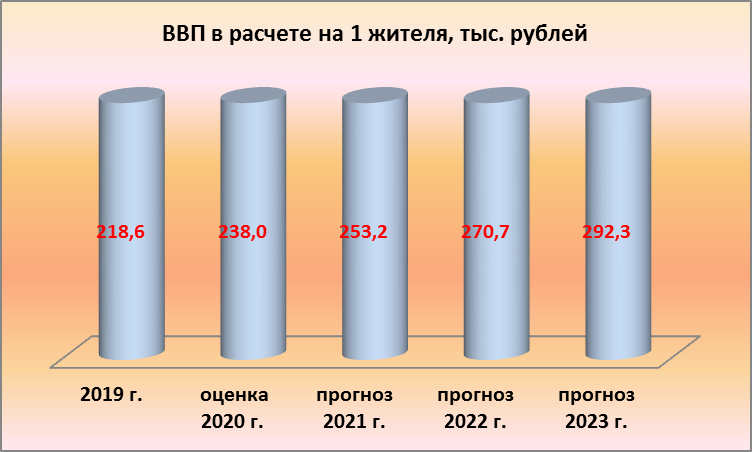 ВВП в расчете на 1 жителя, тыс. рублей
218,6 238,0 253,2 270,7 292,3
2019 г. оценка прогноз прогноз прогноз
2020 г. 2021 г. 2022 г. 2023 г.